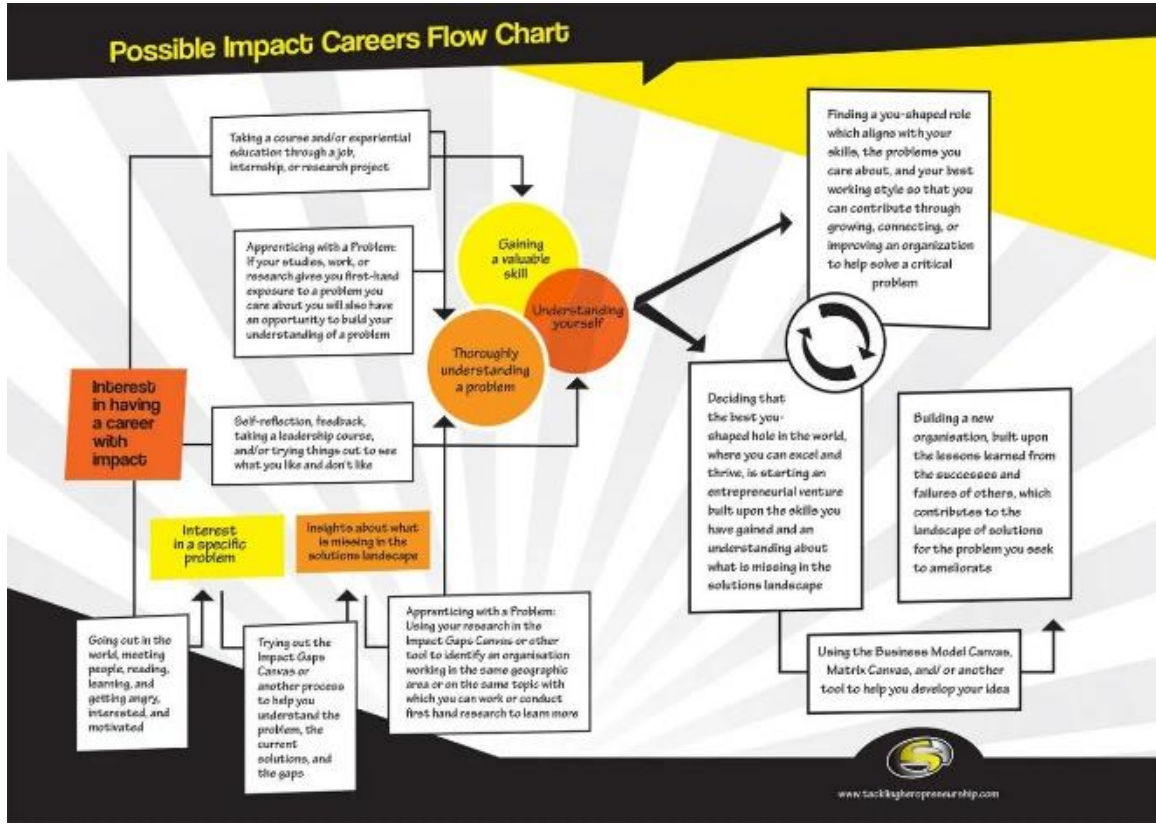 Possible Impact Careers Flow Chart
Taking a course and/or experiential
education through a job,
internship, or research project
Apprenticing with a Problem:
If your studies, work, or
research gives you first-hand
exposure to a problem you
care about you will also have
an opportunity to build your
understanding of a problem
Interest
in having
a career
with
impact
Self-reflection, feedback,
taking a leadership course,
and/or trying things out to see
what you like and don't like
Gaining
a valuable
skill
Understanding
yourself
Thoroughly
understanding
a problem
Interest
in a specific
problem
Insights about what
is missing in the
solutions landscape
Going out in the
world, meeting
people, reading,
learning, and
getting angry,
interested, and
motivated
Trying out the
Impact Gaps
Canvas or
another process
to help you
understand the
problem, the
current
solutions, and
the gaps
Apprenticing with a Problem:
Using your research in the
Impact Gaps Canvas or other
tool to identify an organisation
working in the same geographic
area or on the same topic with
which you can work or conduct
first hand research to learn more
Finding a you-shaped role
which aligns with your
skills, the problems you
care about, and your best
working style so that you
can contribute through
growing, connecting, or
improving an organization
to help solve a critical
problem
Deciding that
the best you-
shaped hole in the world,
where you can excel and
thrive, is starting an
entrepreneurial venture
built upon the skills you
have gained and an
understanding about
what is missing in the
solutions landscape
Building a new
organisation, built upon
the lessons learned from
the successes and
failures of others, which
contributes to the
landscape of solutions
for the problem you seek
to ameliorate
Using the Business Model Canvas,
Matrix Canvas, and/ or another
tool to help you develop your idea
www.tacklingheropreneurship.com